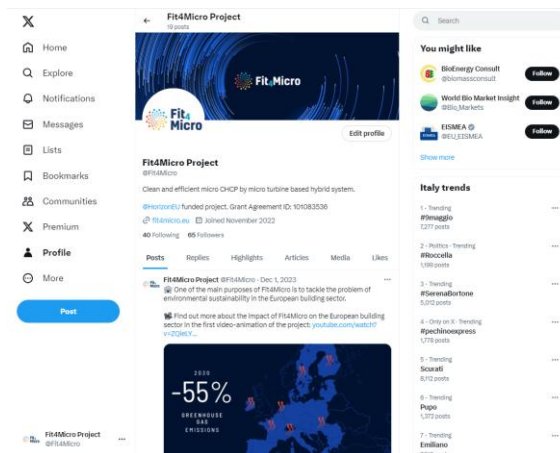 Home
Explore
Notifications
Messages
Lists
Bookmarks
Communities
Premium
Profile
More
Post
Fit4Micro Project
@Fit4Micro
Fit4Micro Project
19 posts
Fit4Micro
Fit4
Micro
Edit profile
Fit4Micro Project
@Fit4Micro
Clean and efficient micro CHCP by micro turbine based hybrid system.
@HorizonEU funded project. Grant Agreement ID: 101083536
fit4micro.eu Joined November 2022
40 Following 65 Followers
Posts Replies Highlights Articles Media Likes
Fit4Micro Project @Fit4Micro · Dec 1, 2023
One of the main purposes of Fit4Micro is to tackle the problem of
environmental sustainability in the European building sector.
Find out more about the impact of Fit4Micro on the European building
sector in the first video-animation of the project: youtube.com/watch?
2030
-55%
GREENHOUSE
GAS
EMISSIONS
Search
You might like
BioEnergy Consult
@biomassconsult
Follow
World Bio Market Insight
@Bio_Markets
Follow
EISMEA
@EU_EISMEA
Follow
Show more
Italy trends
1 · Trending
#9maggio
7,277 posts
2 · Politics · Trending
#Roccella
posts
3 · Trending
#SerenaBortone
5,012 posts
4 · Only on X · Trending
#pechinoexpress
1,778 posts
5 · Trending
Scurati
8,112 posts
6 · Trending
Pupo
1,372 posts
7 · Trending
Emiliano